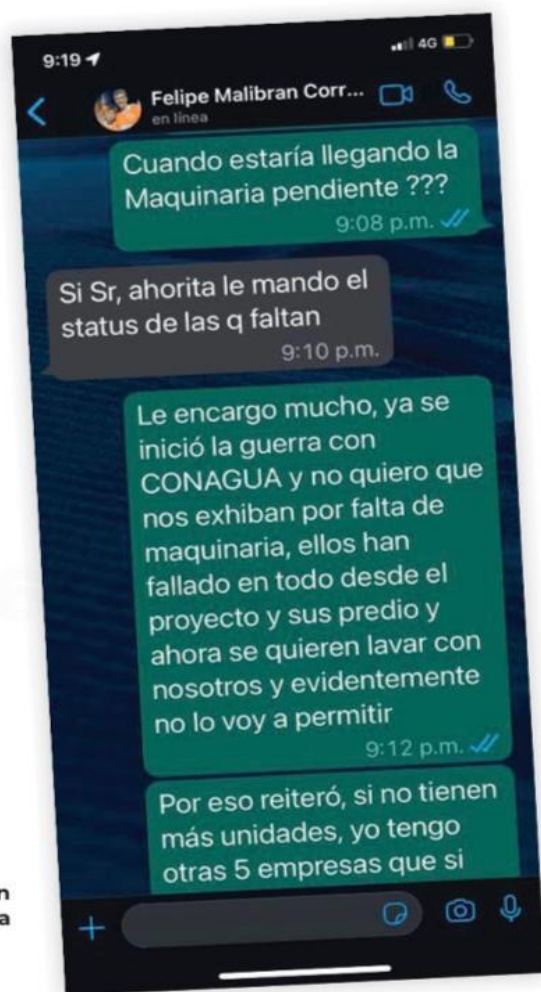 9:19
4G
Felipe Malibran Corr...
en línea
Cuando estaría llegando la
Maquinaria pendiente ???
9:08 p.m.
Si Sr, ahorita le mando el
status de las q faltan
9:10 p.m.
Le encargo mucho, ya se
inició la guerra con
CONAGUA y no quiero que
nos exhiban por falta de
maquinaria, ellos han
fallado en todo desde el
proyecto y sus predio y
ahora se quieren lavar con
nosotros y evidentemente
no lo voy a permitir
9:12 p.m.
Por eso reiteró, si no tienen
más unidades, yo tengo
otras 5 empresas que si
n
a